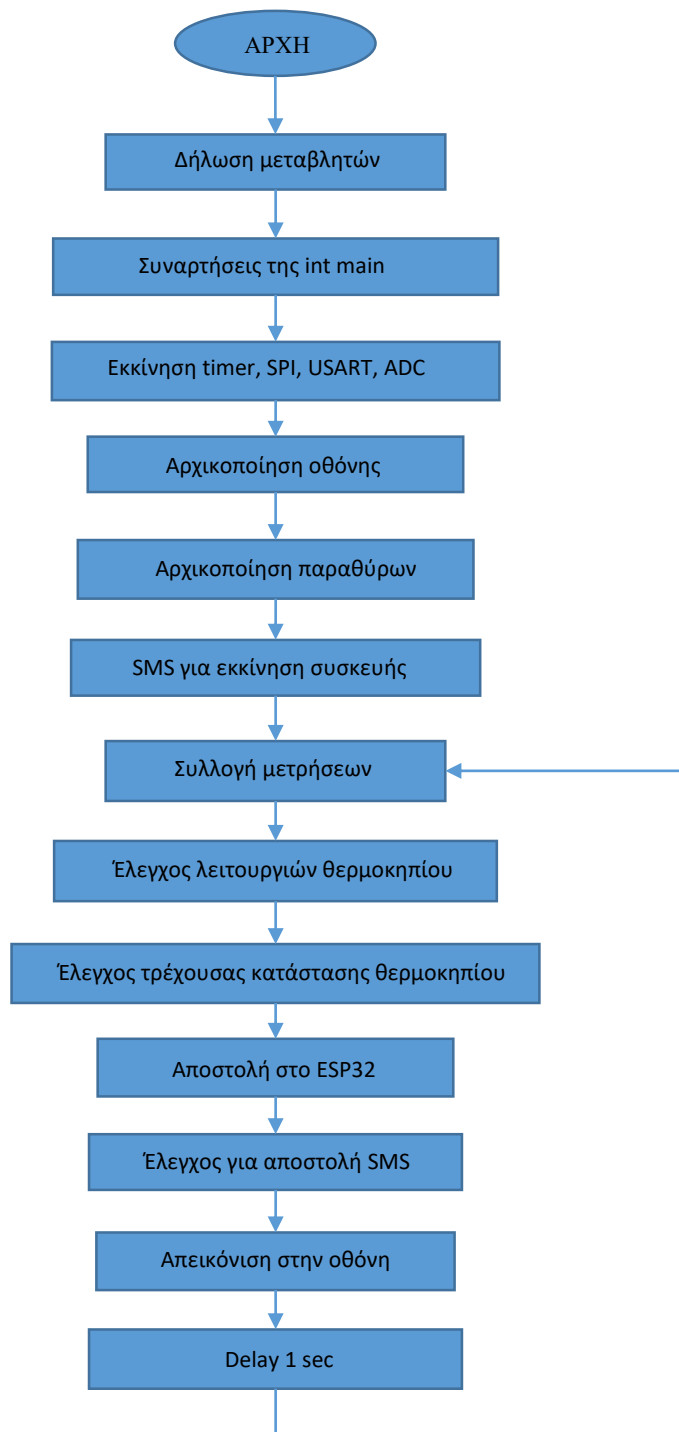 ΑΡΧΗ
Δήλωση μεταβλητών
Συναρτήσεις της int main
Εκκίνηση timer, SPI, USART, ADC
Αρχικοποίηση οθόνης
Αρχικοποίηση παραθύρων
SMS για εκκίνηση συσκευής
Συλλογή μετρήσεων
Έλεγχος λειτουργιών θερμοκηπίου
Έλεγχος τρέχουσας κατάστασης θερμοκηπίου
Αποστολή στο ESP32
Έλεγχος για αποστολή SMS
Απεικόνιση στην οθόνη
Delay 1 sec